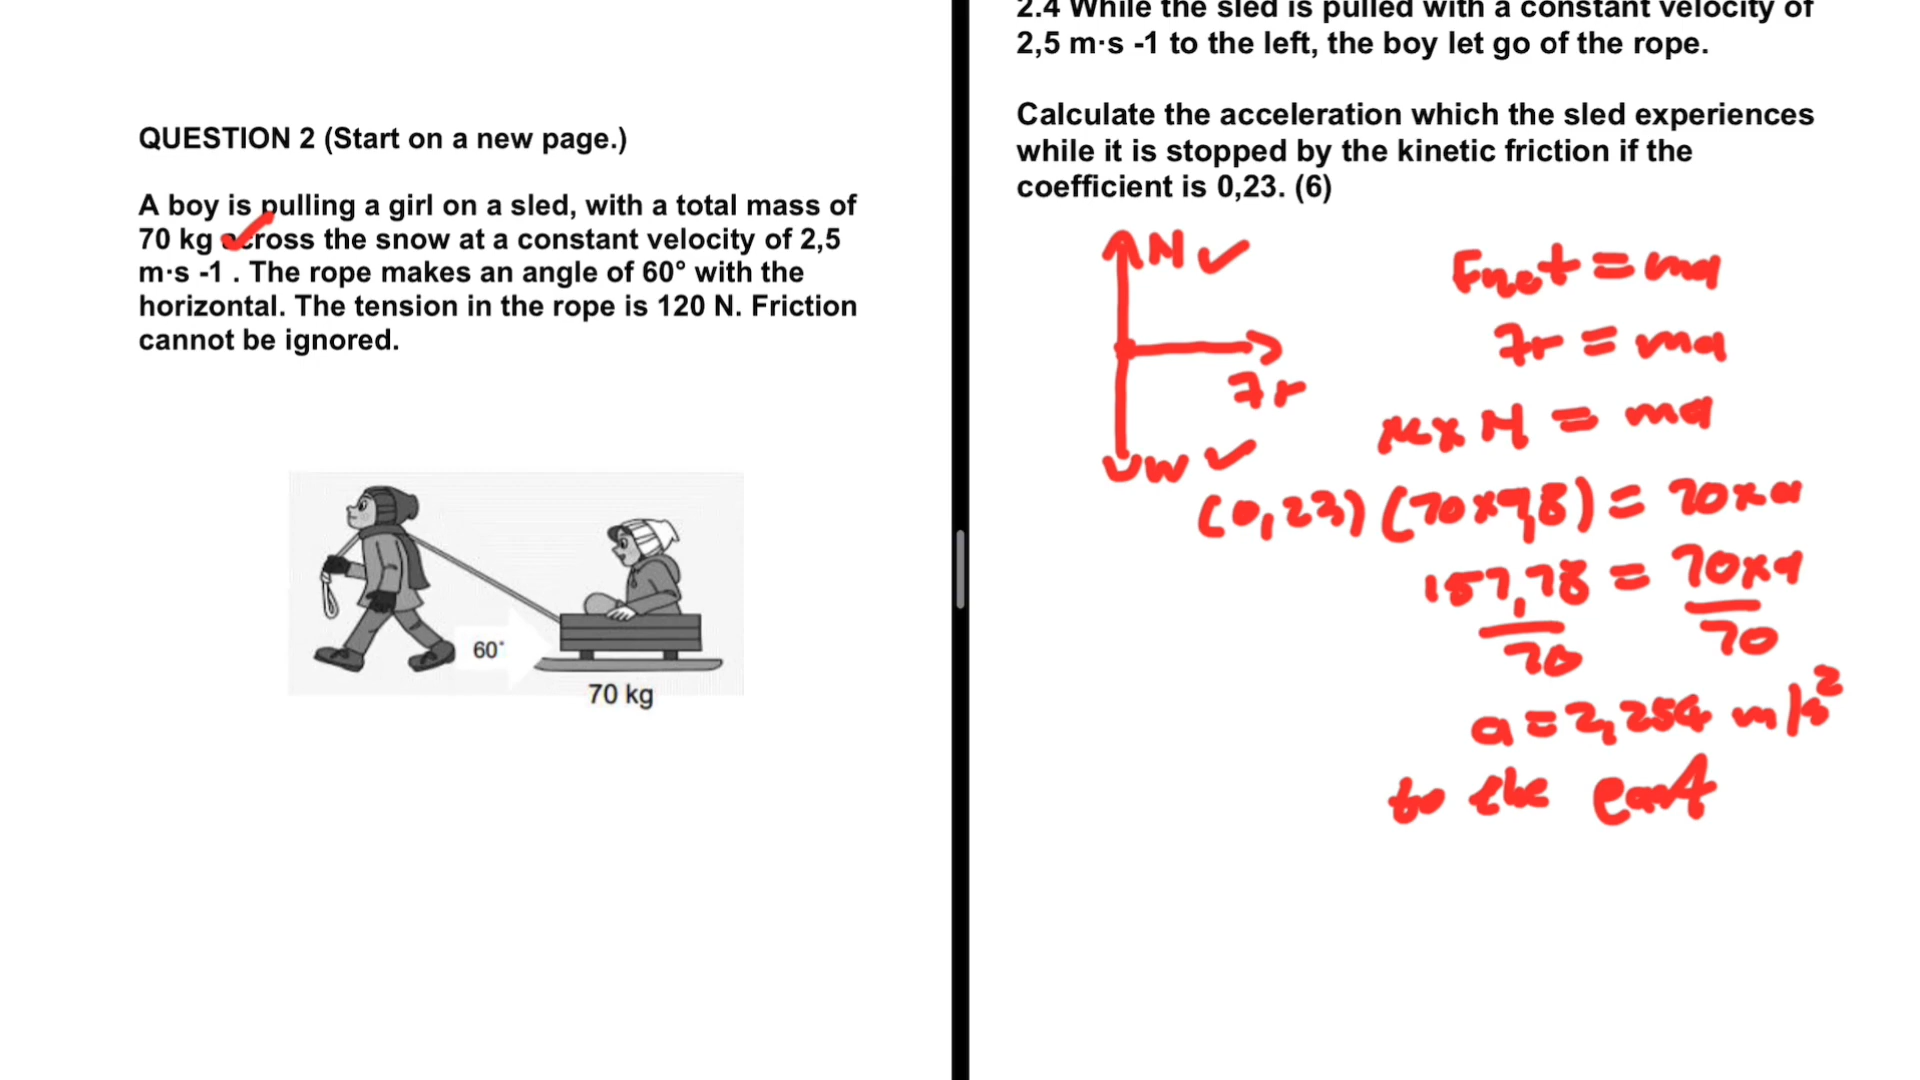 QUESTION 2 (Start on a new page.)
A boy is pulling a girl on a sled, with a total mass of
70 kg across the snow at a constant velocity of 2,5
m·s -1 . The rope makes an angle of 60° with the
horizontal. The tension in the rope is 120 N. Friction
cannot be ignored.
60°
70 kg
2.4 While the sled is pulled with a constant velocity of
2,5 m·s -1 to the left, the boy let go of the rope.
Calculate the acceleration which the sled experiences
while it is stopped by the kinetic friction if the
coefficient is 0,23. (6)
N
Fr
W
Fnet = ma
Fr = ma
μ x N = ma
(0,23) (70x9,8) = 70xa
157,78 = 70xa
70 70
a = 2,254 m/s²
to the east